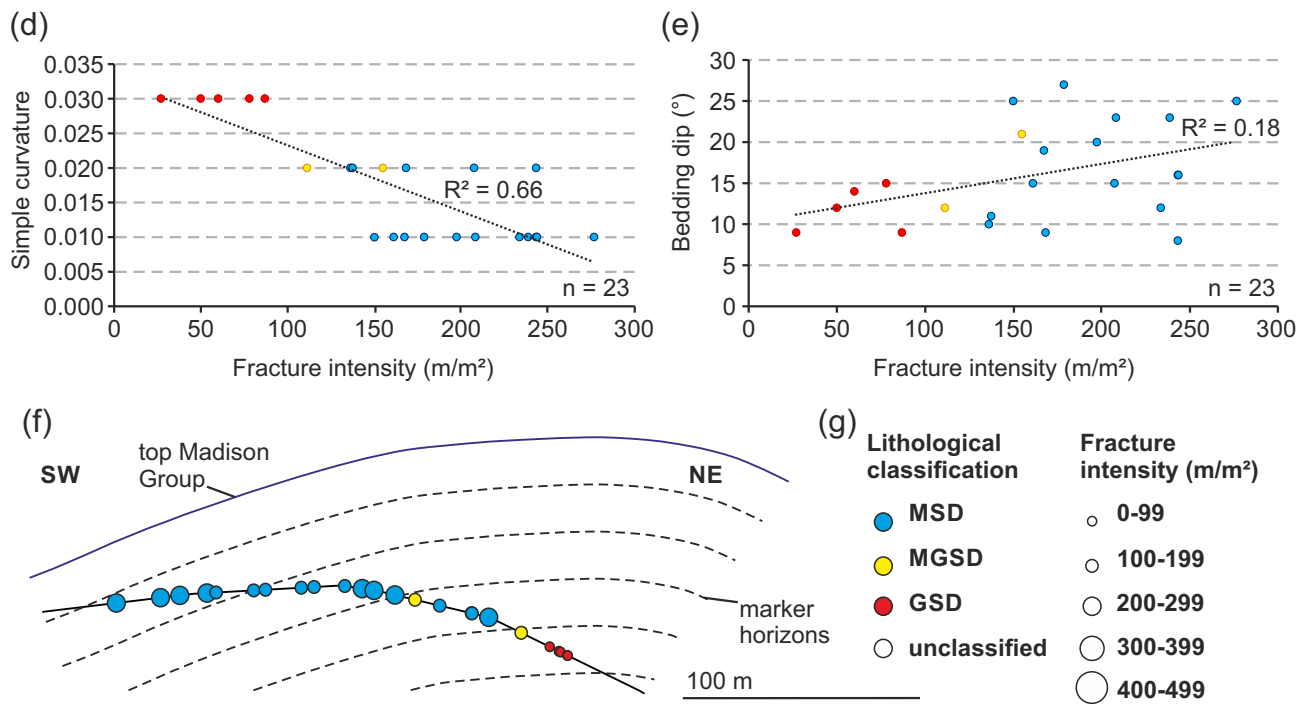 (d)
Simple curvature
0.035
0.030
0.025
0.020
0.015
0.010
0.005
0.000
R² = 0.66
n = 23
0 50 100 150 200 250 300
Fracture intensity (m/m²)
(e)
Bedding dip (°)
30
25
20
15
10
5
0
R² = 0.18
n = 23
0 50 100 150 200 250 300
Fracture intensity (m/m²)
(f)
SW
top Madison
Group
NE
marker
horizons
100 m
(g)
Lithological
classification
MSD
MGSD
GSD
unclassified
Fracture
intensity (m/m²)
0-99
100-199
200-299
300-399
400-499